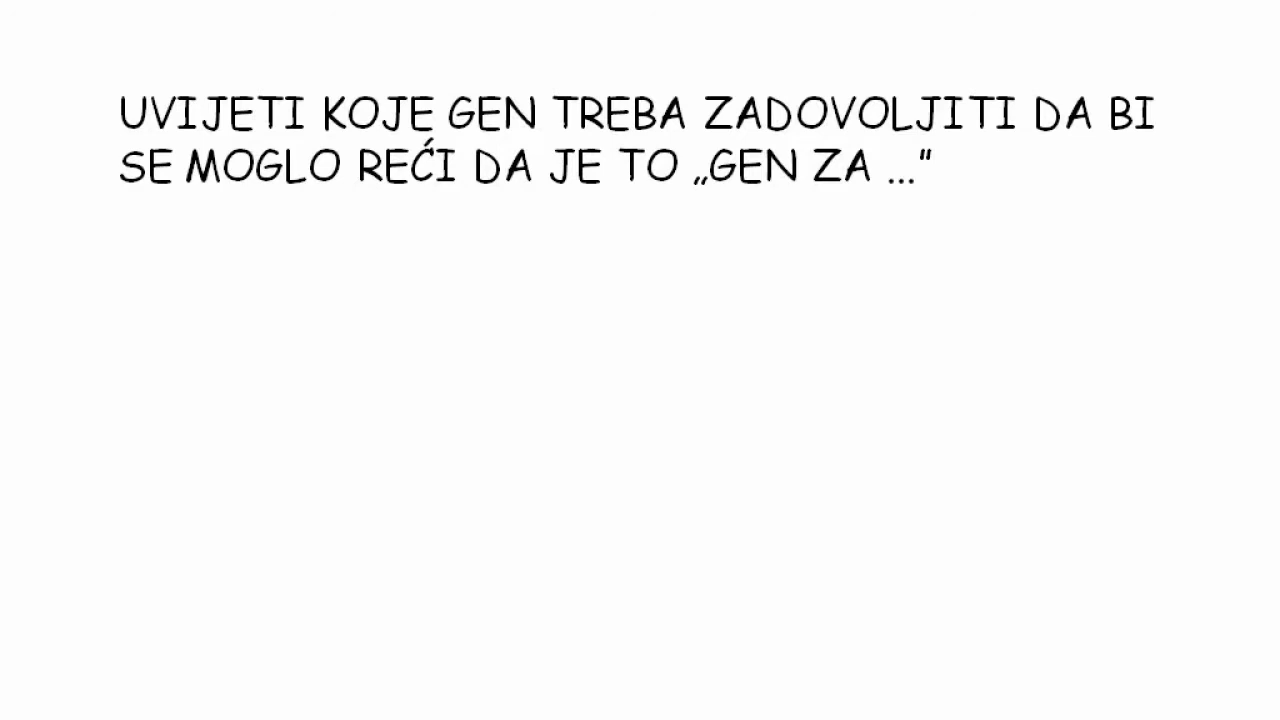 UVIJETI KOJE GEN TREBA ZADOVOLJITI DA BI
SE MOGLO REĆI DA JE TO „GEN ZA ..."